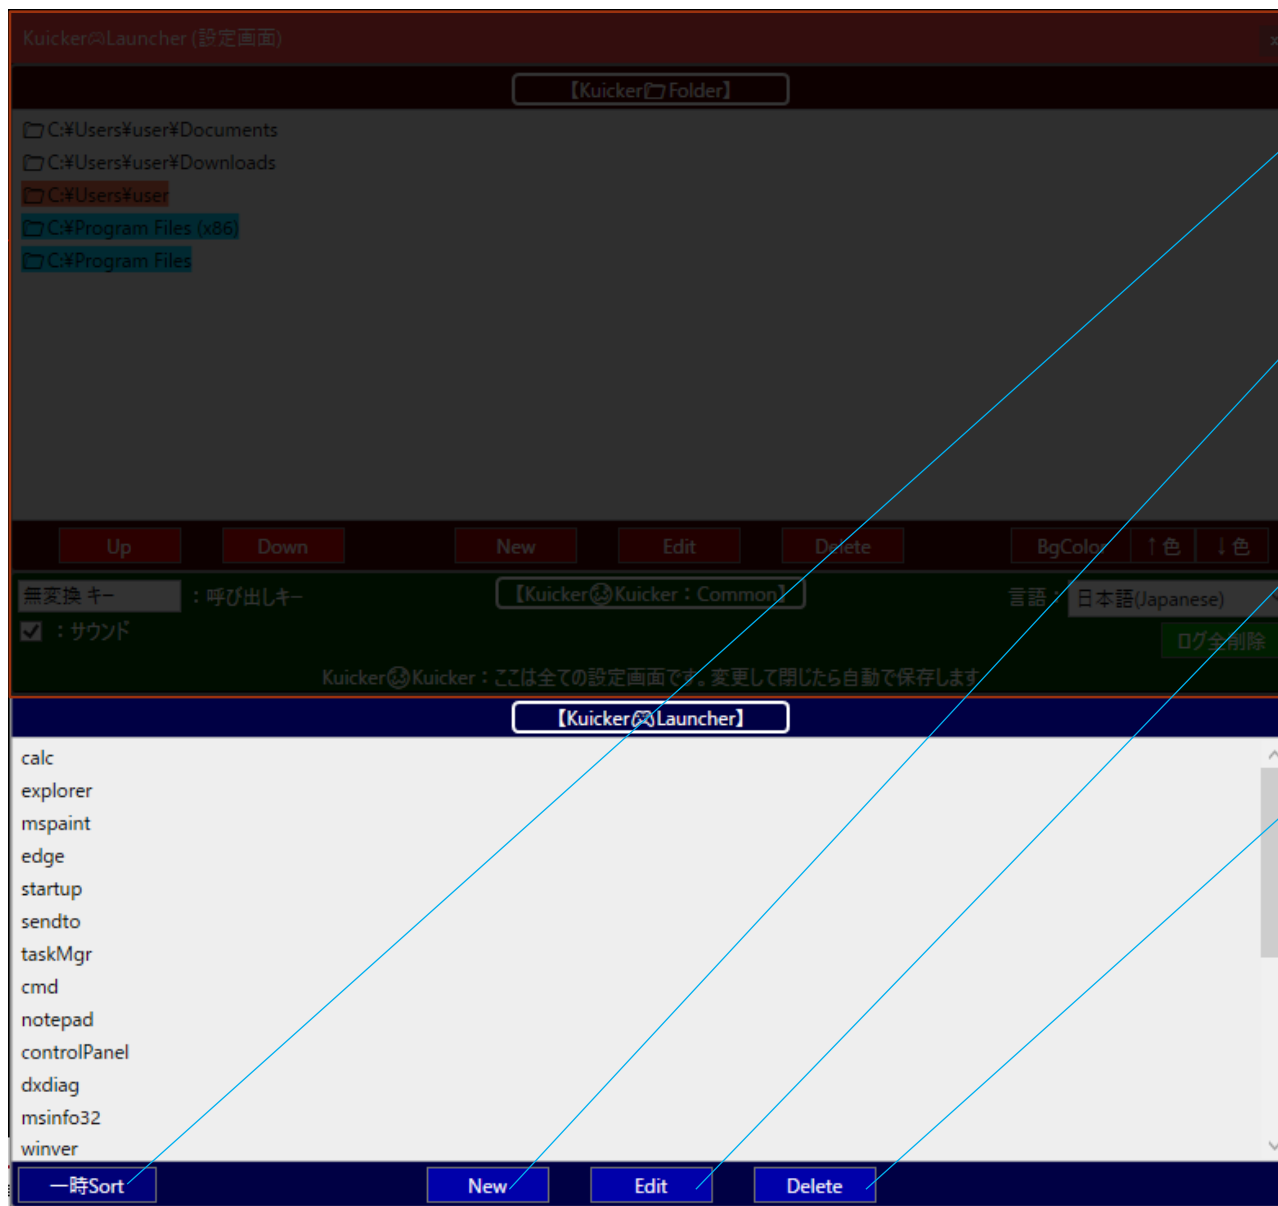 Kuicker🎮Launcher (設定画面)
【Kuicker🗁Folder】
🗁C:¥Users¥user¥Documents
🗁C:¥Users¥user¥Downloads
🗁C:¥Users¥user
🗁C:¥Program Files (x86)
🗁C:¥Program Files
Up Down New Edit Delete BgColor ↑色 ↓色
無変換 キー ：呼び出しキー 【Kuicker😣Kuicker：Common】 言語： 日本語(Japanese)
：サウンド
ログ全削除
Kuicker😣Kuicker：ここは全ての設定画面です。変更して閉じたら自動で保存します
【Kuicker🎮Launcher】
calc
explorer
mspaint
edge
startup
sendto
taskMgr
cmd
notepad
controlPanel
dxdiag
msinfo32
winver
一時Sort New Edit Delete